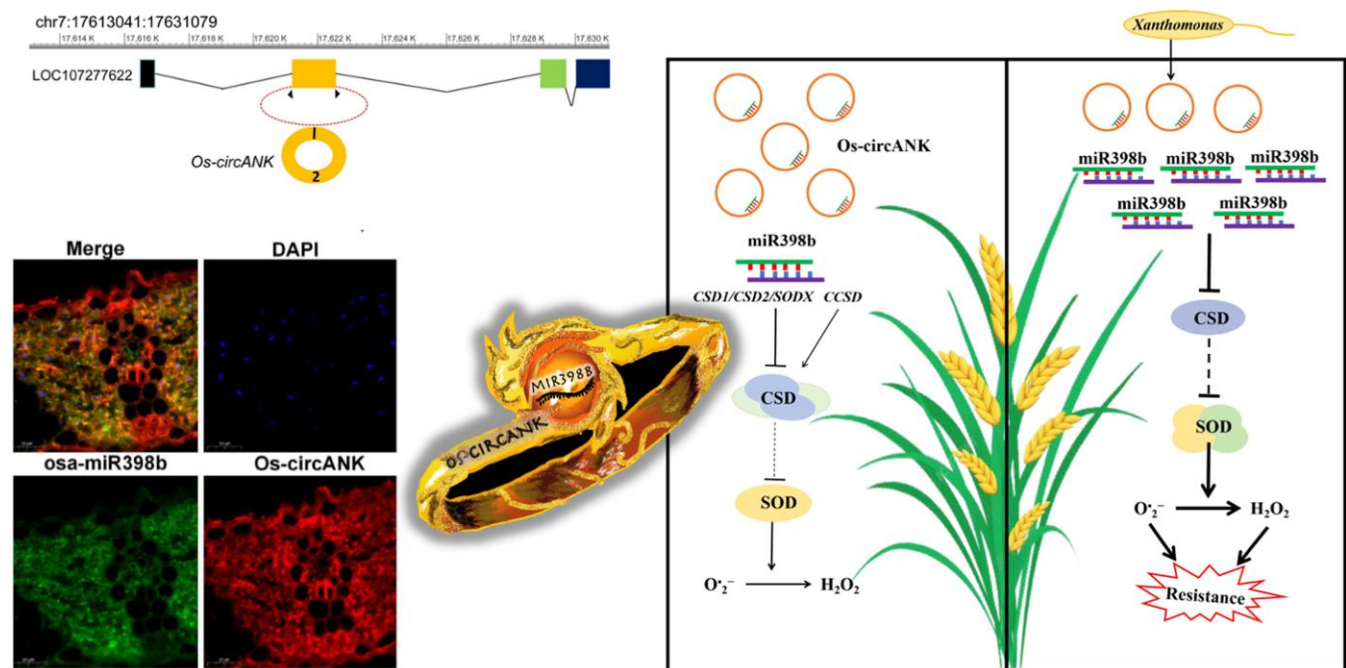 chr7:17613041:17631079
17,614 K 17,616 K 17,618 K 17,620 K 17,622 K 17,624 K 17,626 K 17,628 K 17,630 K
LOC107277622
Os-circANK
2
Merge
DAPI
osa-miR398b
Os-circANK
MIR398B
OS-CIRCANK
Os-circANK
miR398b
CSD1/CSD2/SODX CCSD
CSD
SOD
O•2− H2O2
Xanthomonas
miR398b miR398b miR398b
miR398b miR398b
CSD
SOD
O•2− H2O2
Resistance